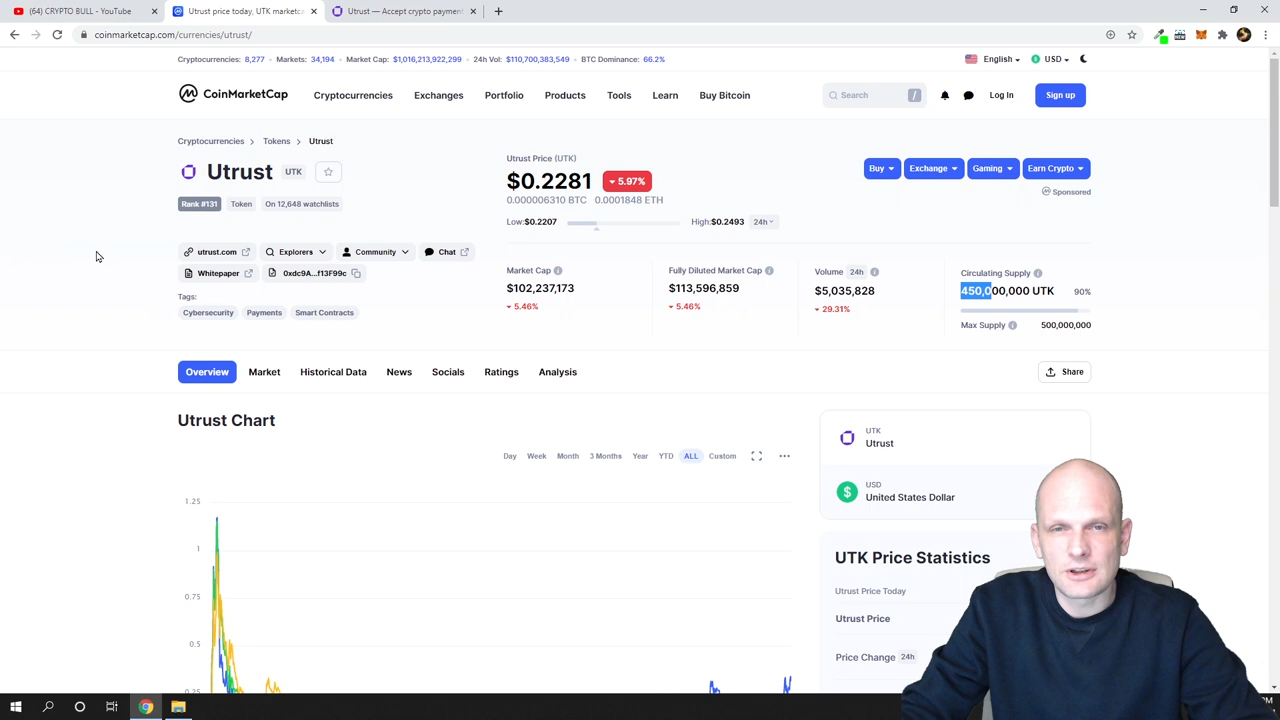 (64) CRYPTO BULL - YouTube
Utrust price today, UTK marketc
Utrust — Accept crypto payment
coinmarketcap.com/currencies/utrust/
Cryptocurrencies: 8,277 Markets: 34,194 Market Cap: $1,016,213,922,299 24h Vol: $110,700,383,549 BTC Dominance: 66.2%
English USD
CoinMarketCap Cryptocurrencies Exchanges Portfolio Products Tools Learn Buy Bitcoin Search / Log In Sign up
Cryptocurrencies > Tokens > Utrust
Utrust UTK
Rank #131 Token On 12,648 watchlists
utrust.com Explorers Community Chat
Whitepaper 0xdc9A...f13F99c
Tags:
Cybersecurity Payments Smart Contracts
Utrust Price (UTK)
$0.2281 5.97%
0.000006310 BTC 0.0001848 ETH
Low:$0.2207 High:$0.2493 24h
Buy Exchange Gaming Earn Crypto
Sponsored
Market Cap
$102,237,173
5.46%
Fully Diluted Market Cap
$113,596,859
5.46%
Volume 24h
$5,035,828
29.31%
Circulating Supply
450,000,000 UTK 90%
Max Supply 500,000,000
Overview Market Historical Data News Socials Ratings Analysis Share
Utrust Chart
Day Week Month 3 Months Year YTD ALL Custom
1.25
1
0.75
0.5
0.25
UTK
Utrust
USD
United States Dollar
UTK Price Statistics
Utrust Price Today
Utrust Price
Price Change 24h